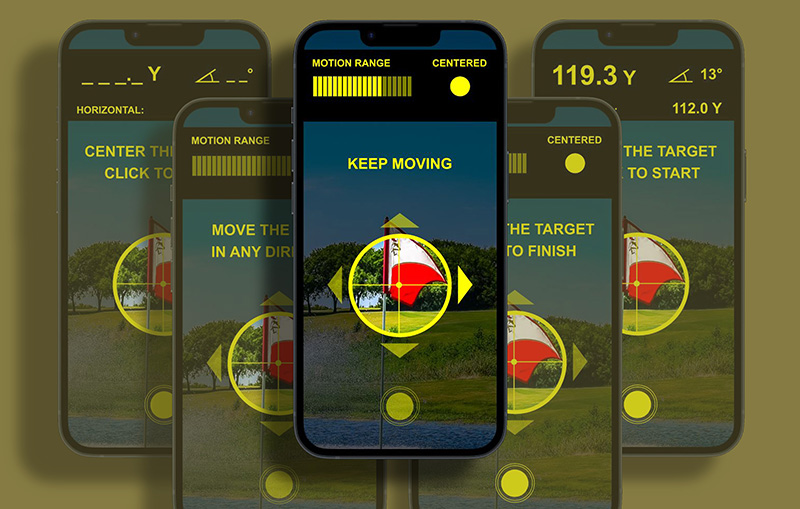 _ _ _._ Y
_ _°
HORIZONTAL:
CENTER TH
CLICK TO
MOTION RANGE
MOVE THE
IN ANY DIR
MOTION RANGE
CENTERED
KEEP MOVING
CENTERED
THE TARGET
TO FINISH
119.3 Y
13°
112.0 Y
THE TARGET
TO START